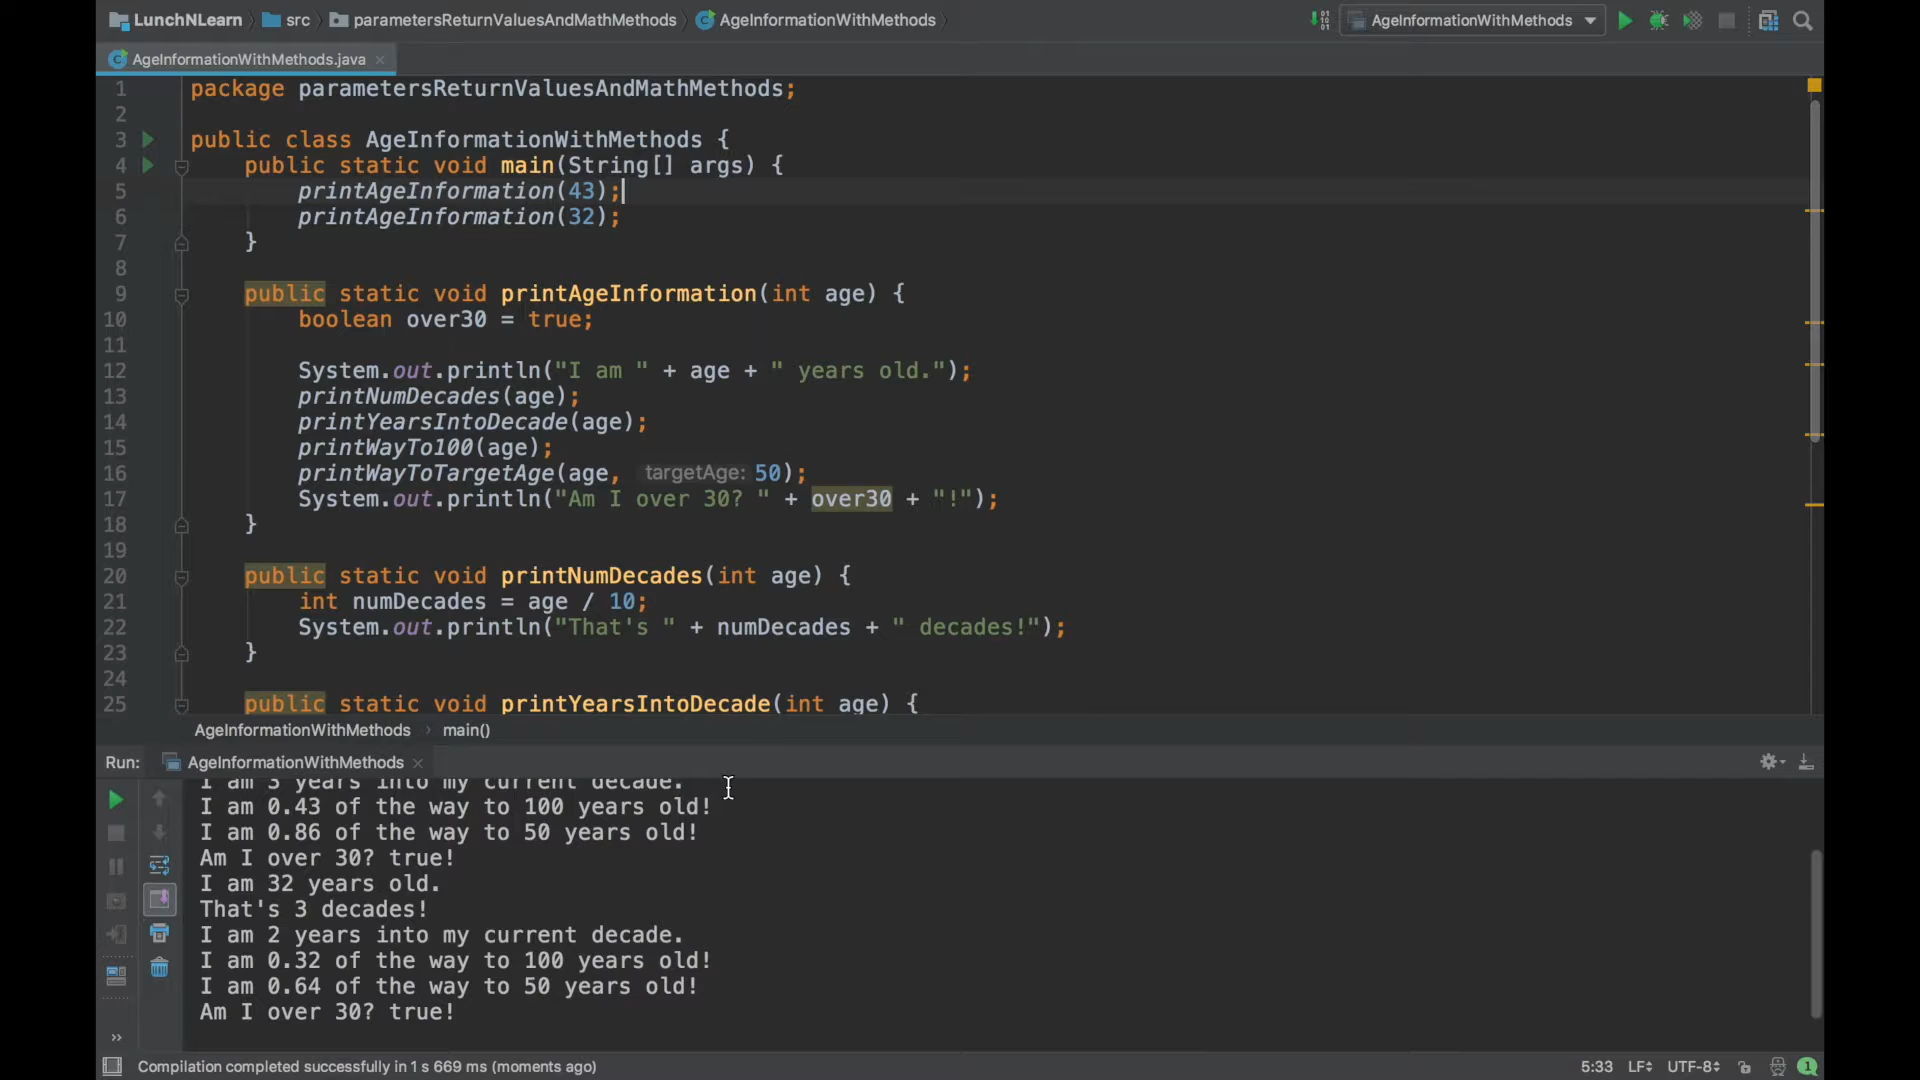 LunchNLearn src parametersReturnValuesAndMathMethods AgeInformationWithMethods AgeInformationWithMethods
AgeInformationWithMethods.java
1 package parametersReturnValuesAndMathMethods;
2
3 public class AgeInformationWithMethods {
4 public static void main(String[] args) {
5 printAgeInformation(43);
6 printAgeInformation(32);
7 }
8
9 public static void printAgeInformation(int age) {
10 boolean over30 = true;
11
12 System.out.println("I am " + age + " years old.");
13 printNumDecades(age);
14 printYearsIntoDecade(age);
15 printWayTo100(age);
16 printWayToTargetAge(age, targetAge: 50);
17 System.out.println("Am I over 30? " + over30 + "!");
18 }
19
20 public static void printNumDecades(int age) {
21 int numDecades = age / 10;
22 System.out.println("That's " + numDecades + " decades!");
23 }
24
25 public static void printYearsIntoDecade(int age) {
AgeInformationWithMethods main()
Run: AgeInformationWithMethods
I am 3 years into my current decade.
I am 0.43 of the way to 100 years old!
I am 0.86 of the way to 50 years old!
Am I over 30? true!
I am 32 years old.
That's 3 decades!
I am 2 years into my current decade.
I am 0.32 of the way to 100 years old!
I am 0.64 of the way to 50 years old!
Am I over 30? true!
Compilation completed successfully in 1 s 669 ms (moments ago) 5:33 LF UTF-8 1